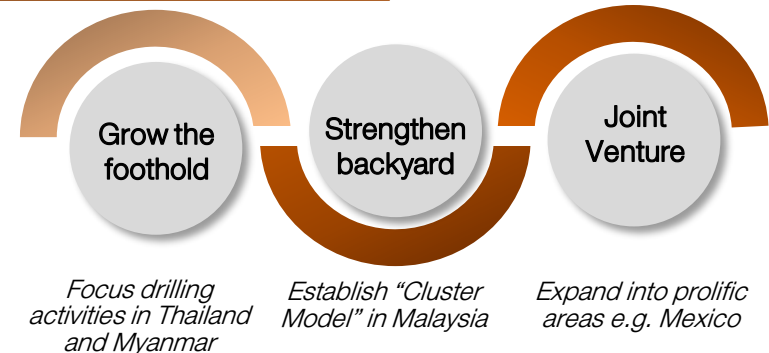 Grow the
foothold
Strengthen
backyard
Joint
Venture
Focus drilling
activities in Thailand
and Myanmar
Establish “Cluster
Model” in Malaysia
Expand into prolific
areas e.g. Mexico